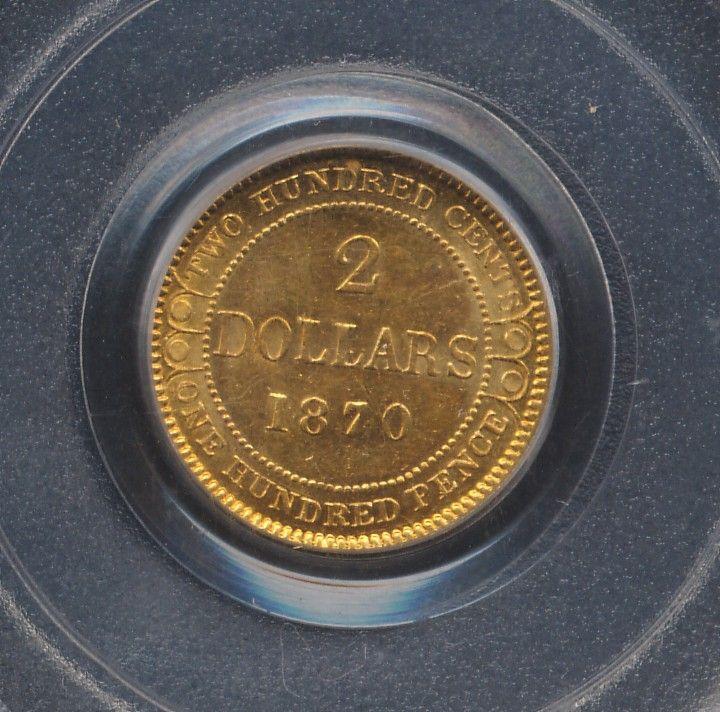 TWO HUNDRED CENTS
2
DOLLARS
1870
ONE HUNDRED PENCE